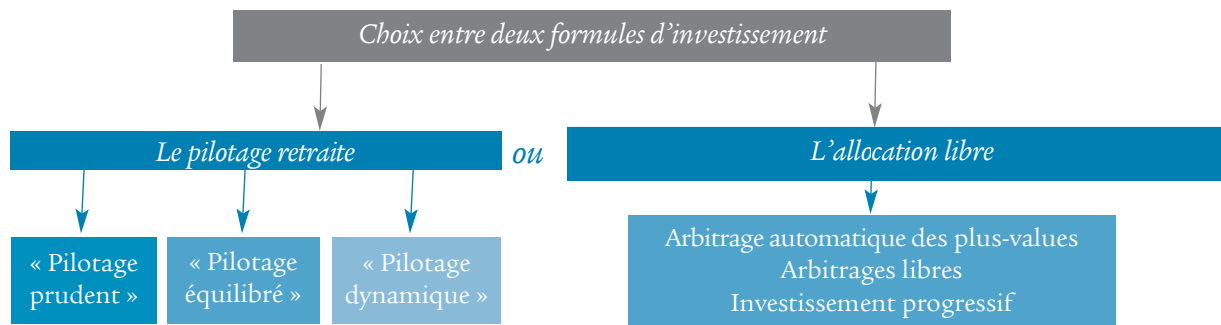 Choix entre deux formules d’investissement
Le pilotage retraite
ou
L’allocation libre
« Pilotage
prudent »
« Pilotage
équilibré »
« Pilotage
dynamique »
Arbitrage automatique des plus-values
Arbitrages libres
Investissement progressif